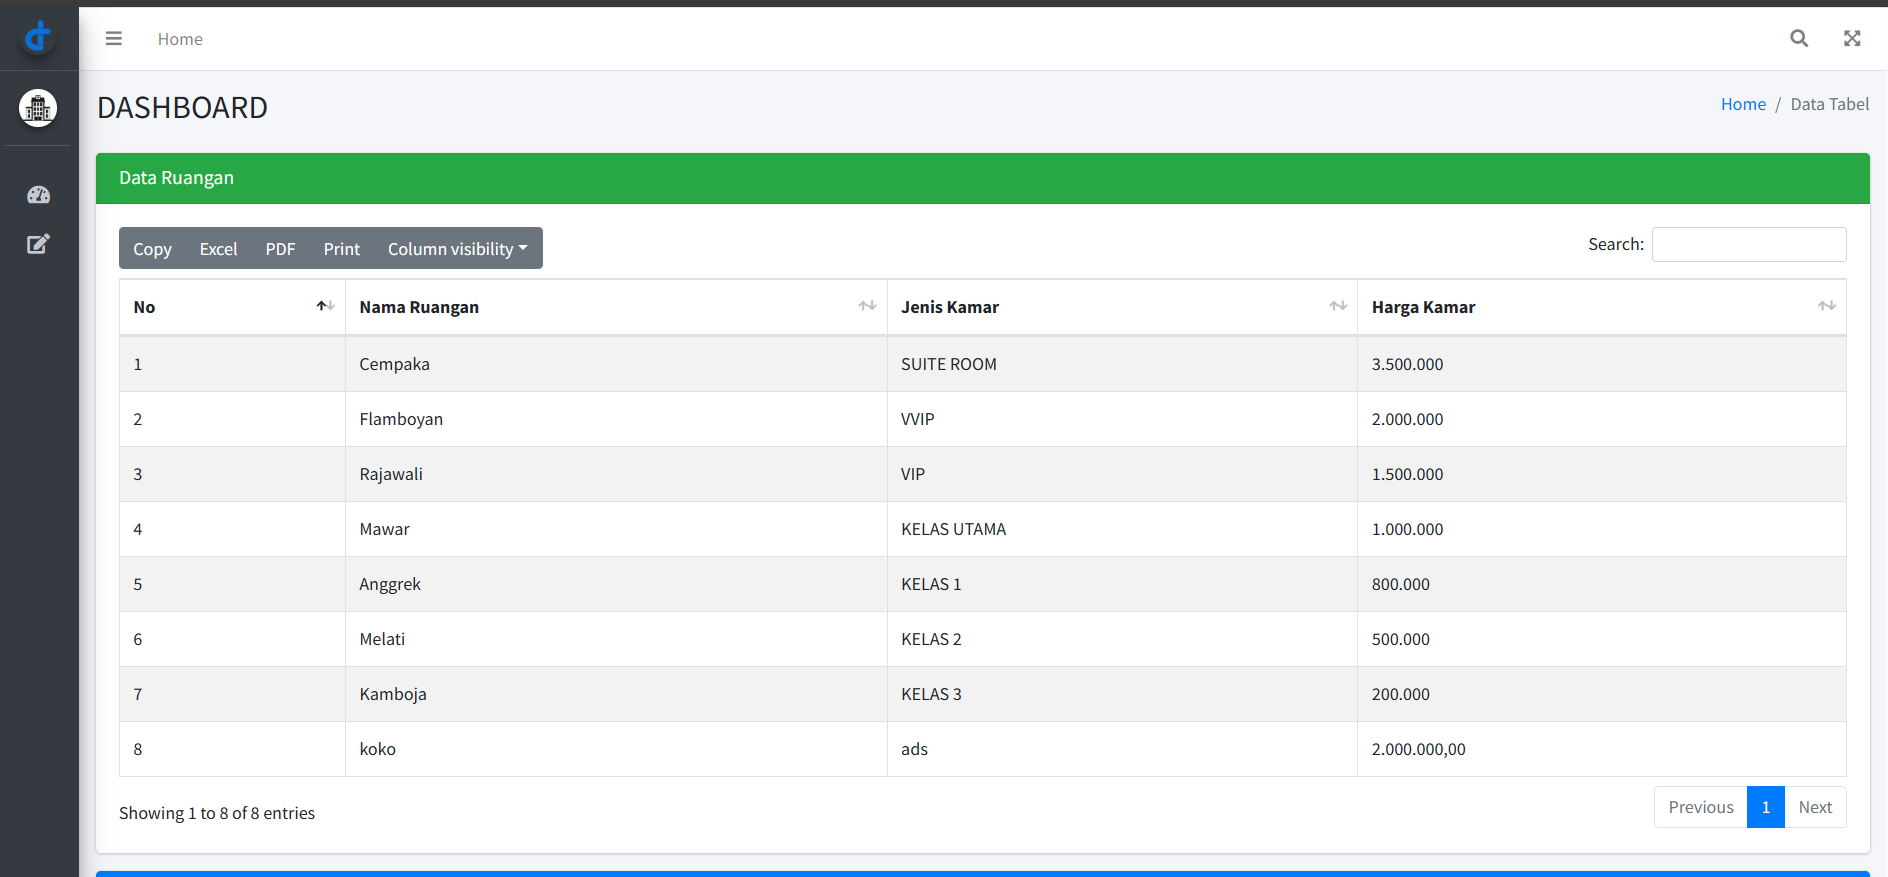 Home
DASHBOARD
Home / Data Tabel
Data Ruangan
Copy Excel PDF Print Column visibility
Search:
No Nama Ruangan Jenis Kamar Harga Kamar
1 Cempaka SUITE ROOM 3.500.000
2 Flamboyan VVIP 2.000.000
3 Rajawali VIP 1.500.000
4 Mawar KELAS UTAMA 1.000.000
5 Anggrek KELAS 1 800.000
6 Melati KELAS 2 500.000
7 Kamboja KELAS 3 200.000
8 koko ads 2.000.000,00
Showing 1 to 8 of 8 entries
Previous 1 Next